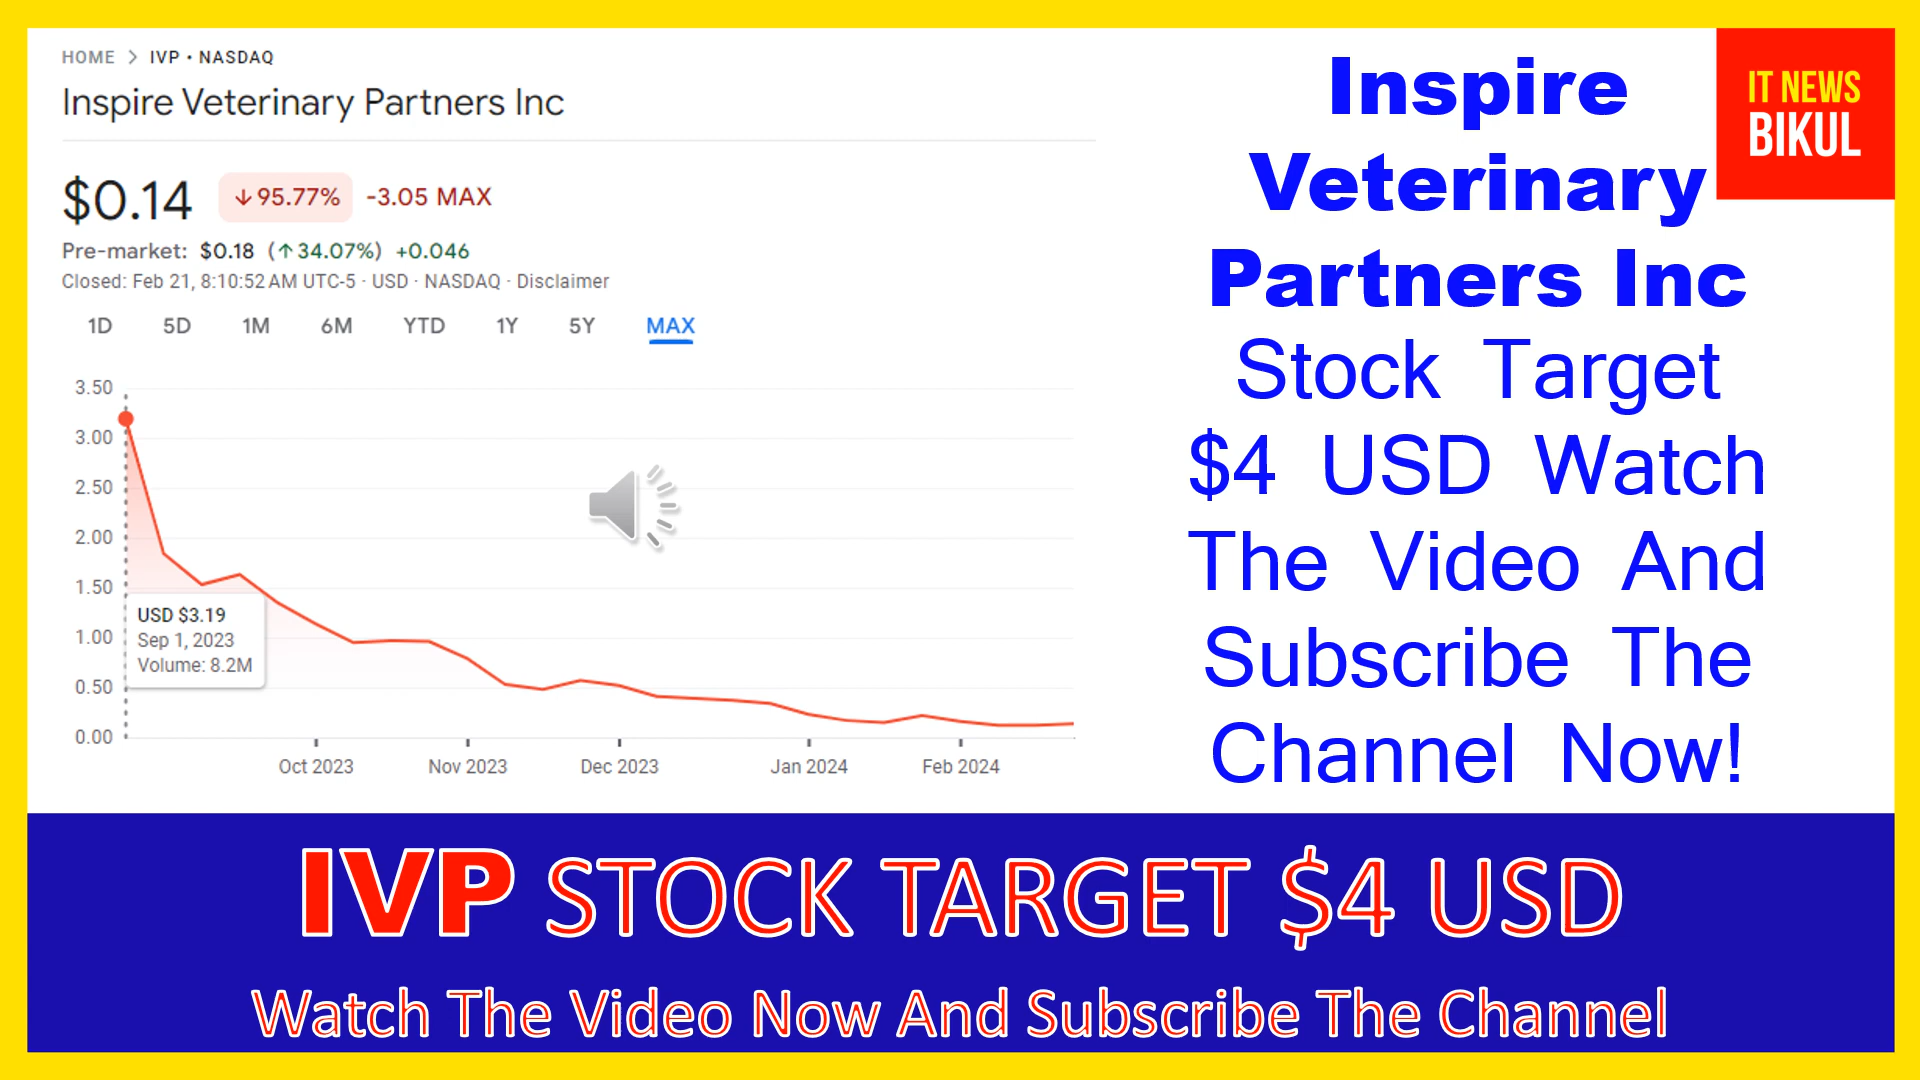 HOME > IVP • NASDAQ
Inspire Veterinary Partners Inc
$0.14 ↓95.77% -3.05 MAX
Pre-market: $0.18 (↑34.07%) +0.046
Closed: Feb 21, 8:10:52 AM UTC-5 · USD · NASDAQ · Disclaimer
1D 5D 1M 6M YTD 1Y 5Y MAX
3.50
3.00
2.50
2.00
1.50
1.00
0.50
0.00
USD $3.19
Sep 1, 2023
Volume: 8.2M
Oct 2023 Nov 2023 Dec 2023 Jan 2024 Feb 2024
Inspire
Veterinary
Partners Inc
Stock Target
$4 USD Watch
The Video And
Subscribe The
Channel Now!
IT NEWS
BIKUL
IVP STOCK TARGET $4 USD
Watch The Video Now And Subscribe The Channel